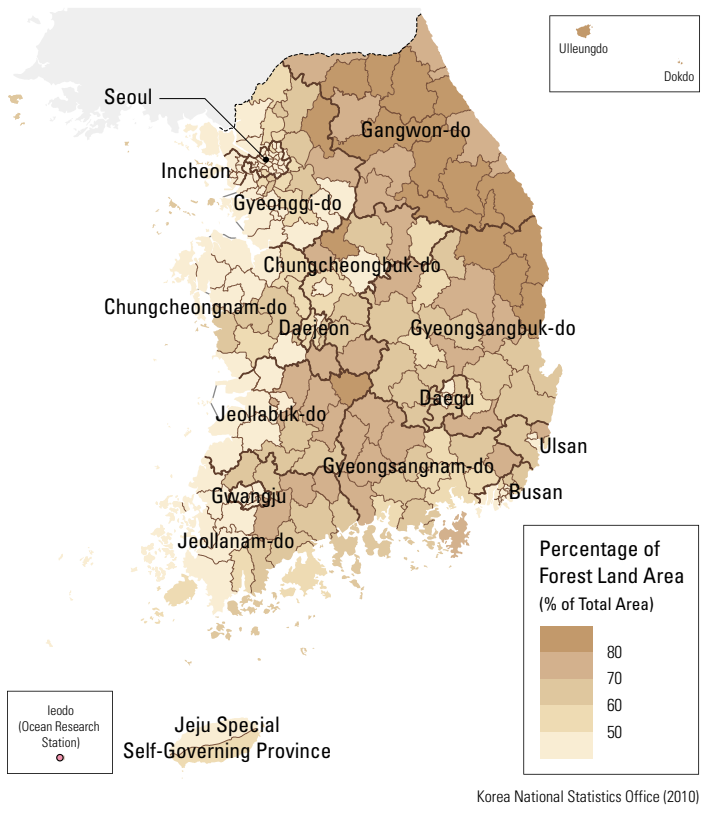 Ulleungdo
Dokdo
Seoul
Gangwon-do
Incheon
Gyeonggi-do
Chungcheongbuk-do
Chungcheongnam-do
Daejeon
Gyeongsangbuk-do
Daegu
Jeollabuk-do
Ulsan
Gyeongsangnam-do
Gwangju
Busan
Jeollanam-do
Percentage of
Forest Land Area
(% of Total Area)
80
70
60
50
Ieodo
(Ocean Research
Station)
Jeju Special
Self-Governing Province
Korea National Statistics Office (2010)